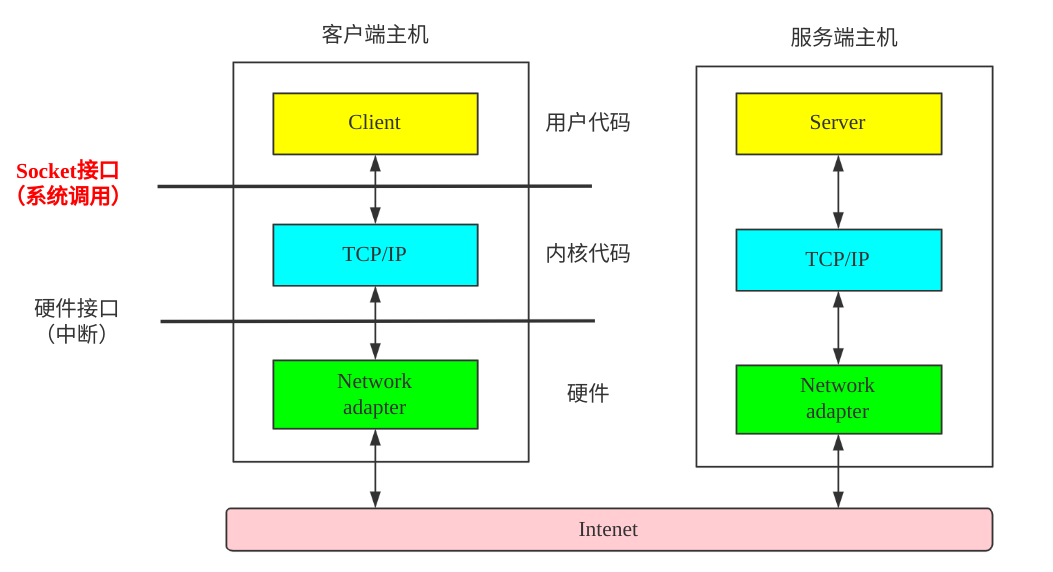 客户端主机
服务端主机
Client
用户代码
Server
Socket接口
（系统调用）
TCP/IP
内核代码
TCP/IP
硬件接口
（中断）
Network
adapter
硬件
Network
adapter
Intenet